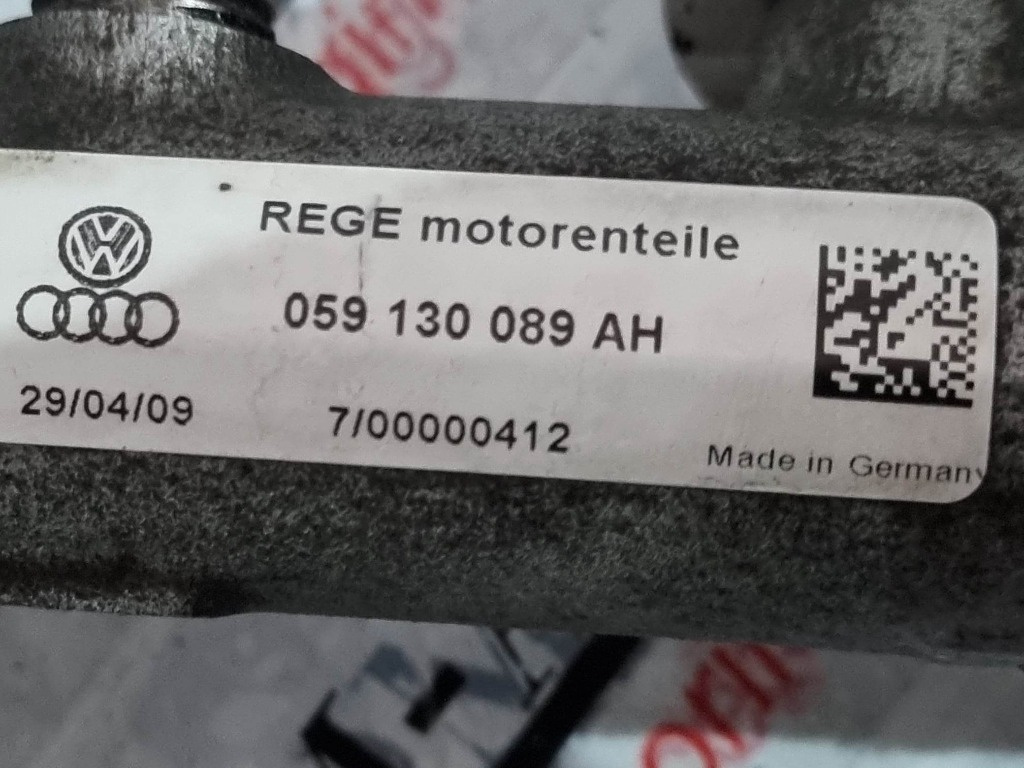 REGE motorenteile
059 130 089 AH
29/04/09
7/00000412
Made in Germany